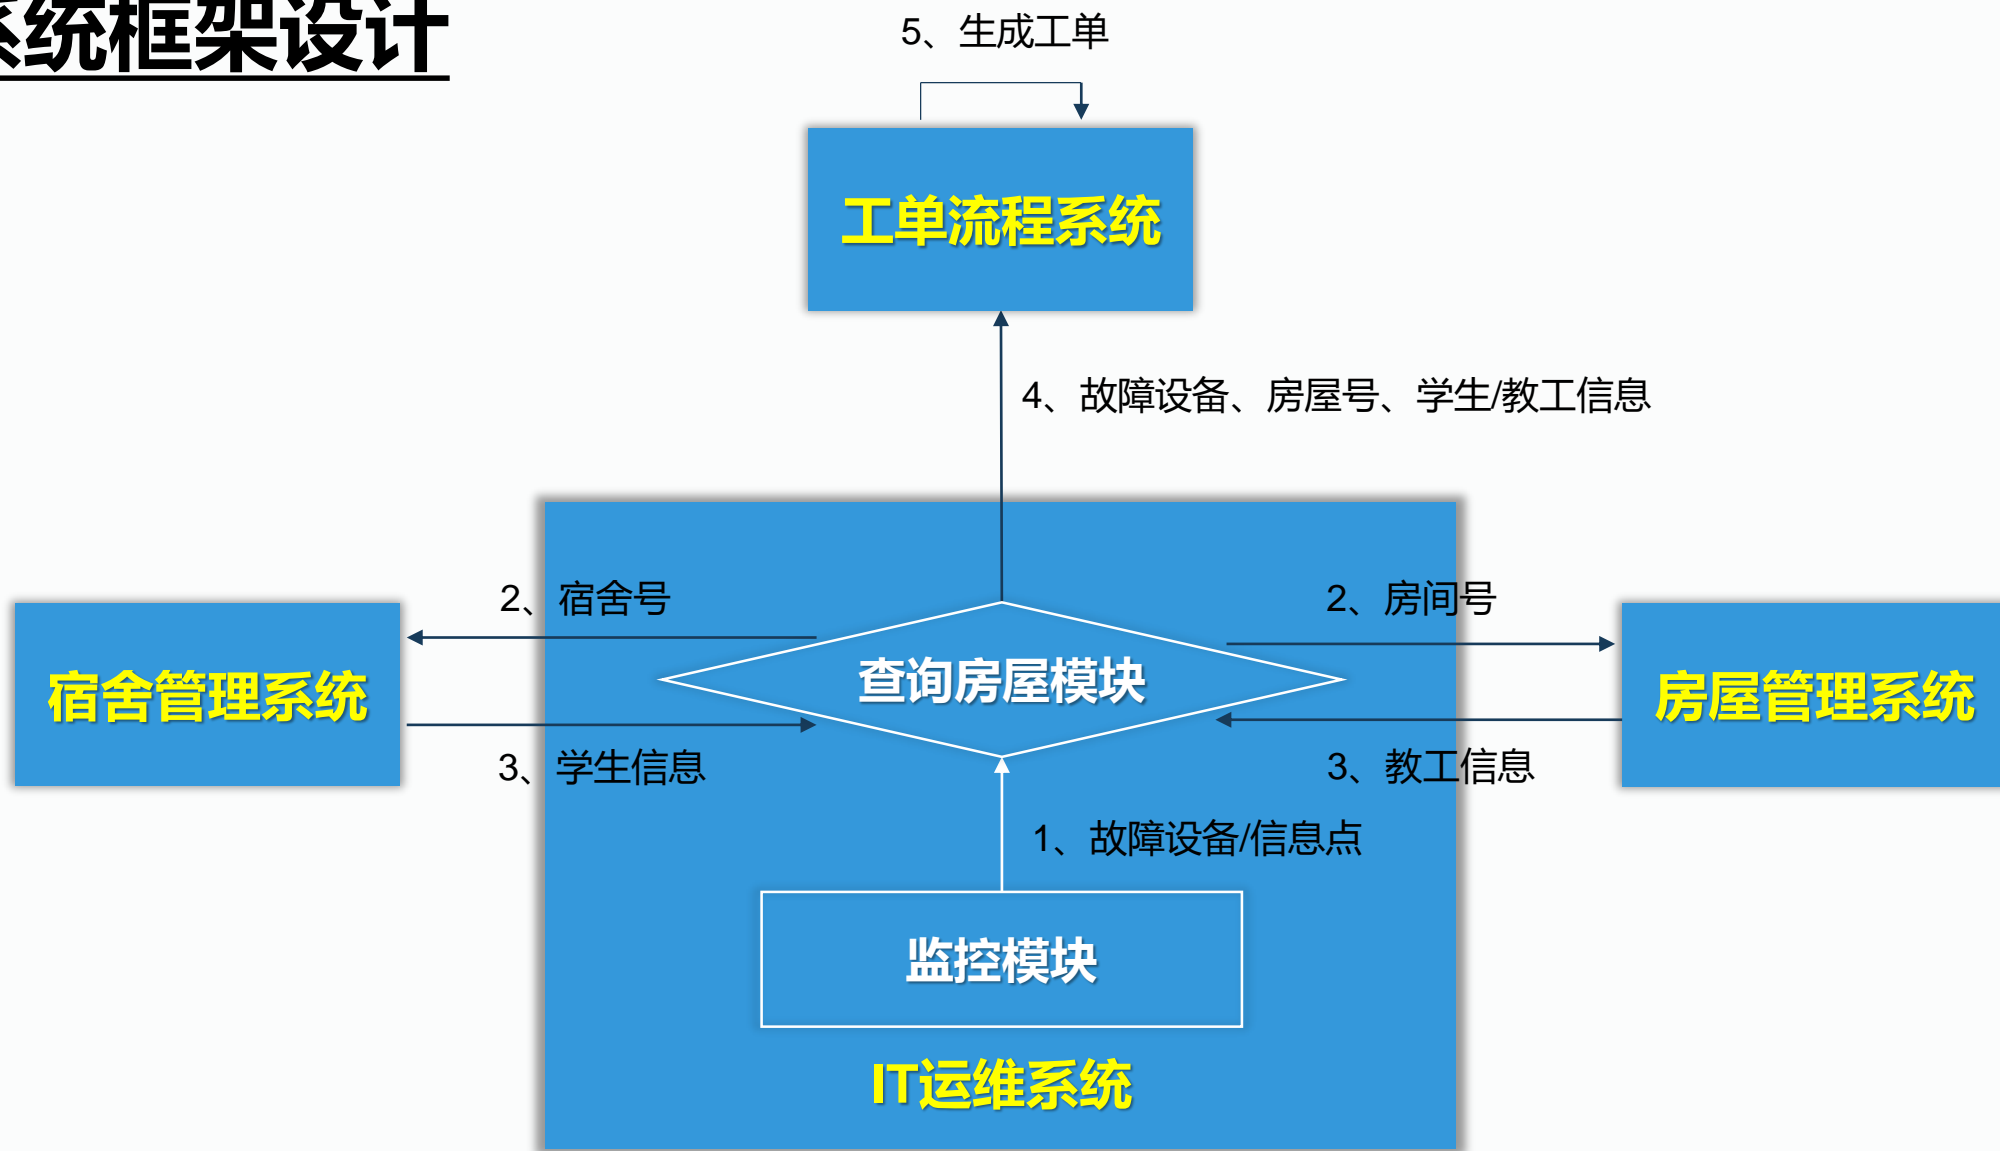 系统框架设计
5、生成工单
工单流程系统
4、故障设备、房屋号、学生/教工信息
2、宿舍号
2、房间号
宿舍管理系统
查询房屋模块
房屋管理系统
3、学生信息
3、教工信息
1、故障设备/信息点
监控模块
IT运维系统